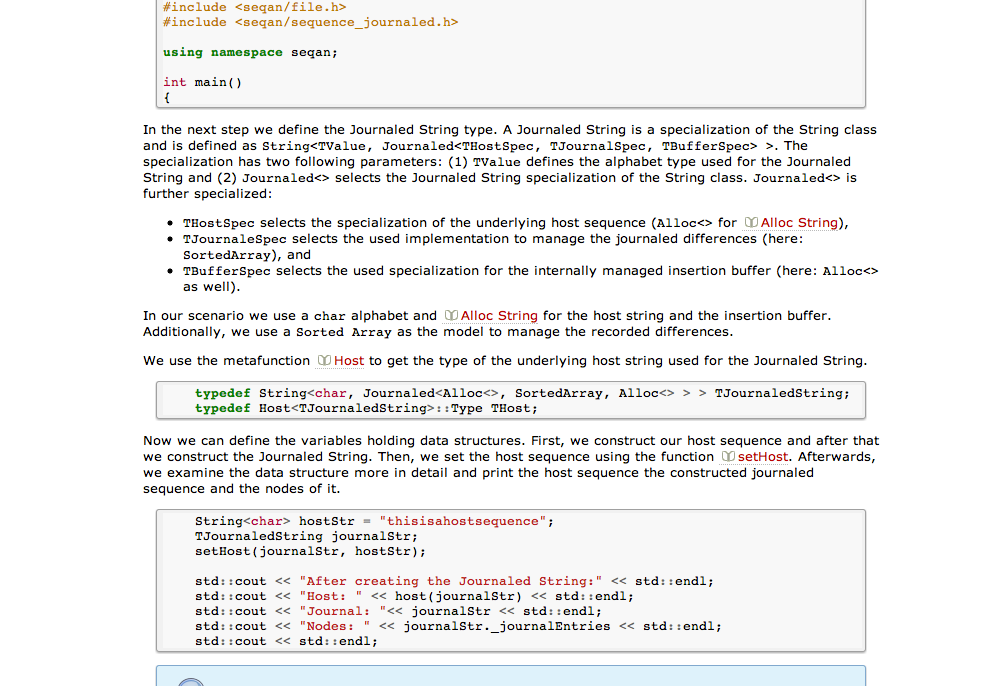 #include <seqan/file.h>
#include <seqan/sequence_journaled.h>
using namespace seqan;
int main()
{
In the next step we define the Journaled String type. A Journaled String is a specialization of the String class
and is defined as String<TValue, Journaled<THostSpec, TJournalSpec, TBufferSpec> >. The
specialization has two following parameters: (1) TValue defines the alphabet type used for the Journaled
String and (2) Journaled<> selects the Journaled String specialization of the String class. Journaled<> is
further specialized:
• THostSpec selects the specialization of the underlying host sequence (Alloc<> for Alloc String),
• TJournaleSpec selects the used implementation to manage the journaled differences (here:
SortedArray), and
• TBufferSpec selects the used specialization for the internally managed insertion buffer (here: Alloc<>
as well).
In our scenario we use a char alphabet and Alloc String for the host string and the insertion buffer.
Additionally, we use a Sorted Array as the model to manage the recorded differences.
We use the metafunction Host to get the type of the underlying host string used for the Journaled String.
typedef String<char, Journaled<Alloc<>, SortedArray, Alloc<> > > TJournaledString;
typedef Host<TJournaledString>::Type THost;
Now we can define the variables holding data structures. First, we construct our host sequence and after that
we construct the Journaled String. Then, we set the host sequence using the function setHost. Afterwards,
we examine the data structure more in detail and print the host sequence the constructed journaled
sequence and the nodes of it.
String<char> hostStr = "thisisahostsequence";
TJournaledString journalStr;
setHost(journalStr, hostStr);
std::cout << "After creating the Journaled String:" << std::endl;
std::cout << "Host: " << host(journalStr) << std::endl;
std::cout << "Journal: "<< journalStr << std::endl;
std::cout << "Nodes: " << journalStr._journalEntries << std::endl;
std::cout << std::endl;